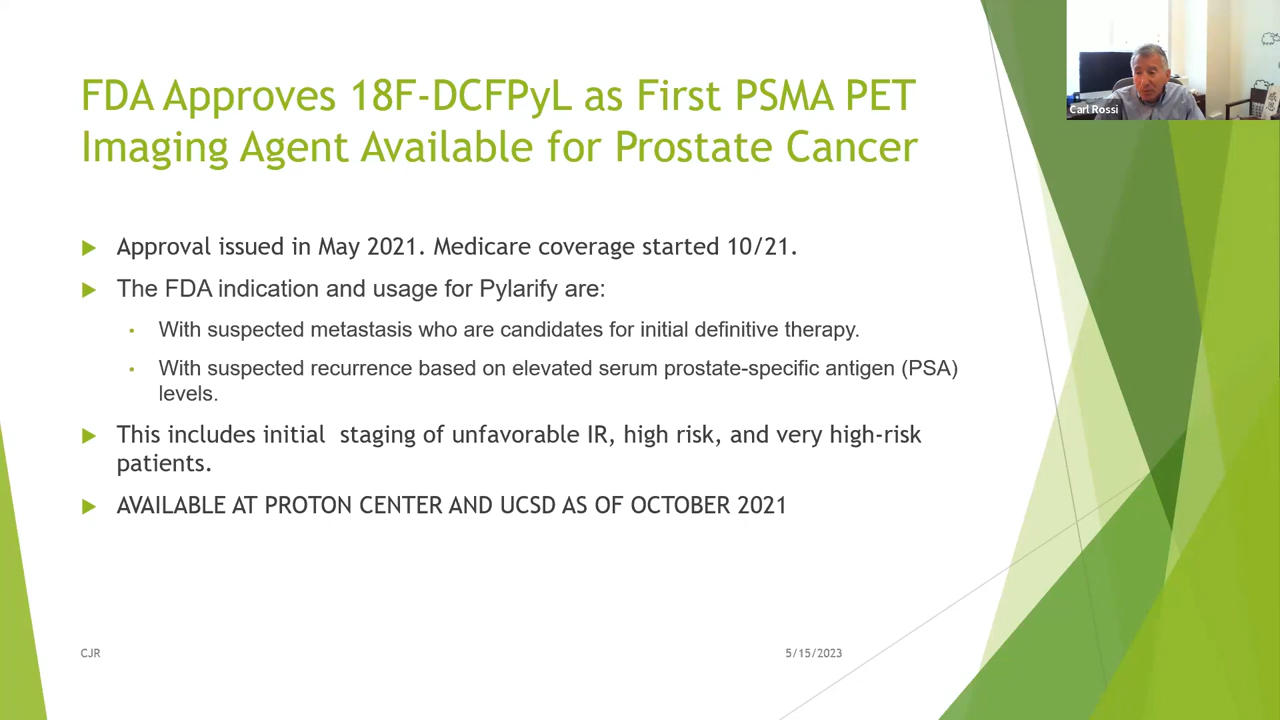 FDA Approves 18F-DCFPyL as First PSMA PET
Imaging Agent Available for Prostate Cancer
Carl Rossi
Approval issued in May 2021. Medicare coverage started 10/21.
The FDA indication and usage for Pylarify are:
With suspected metastasis who are candidates for initial definitive therapy.
With suspected recurrence based on elevated serum prostate-specific antigen (PSA)
levels.
This includes initial staging of unfavorable IR, high risk, and very high-risk
patients.
AVAILABLE AT PROTON CENTER AND UCSD AS OF OCTOBER 2021
CJR
5/15/2023